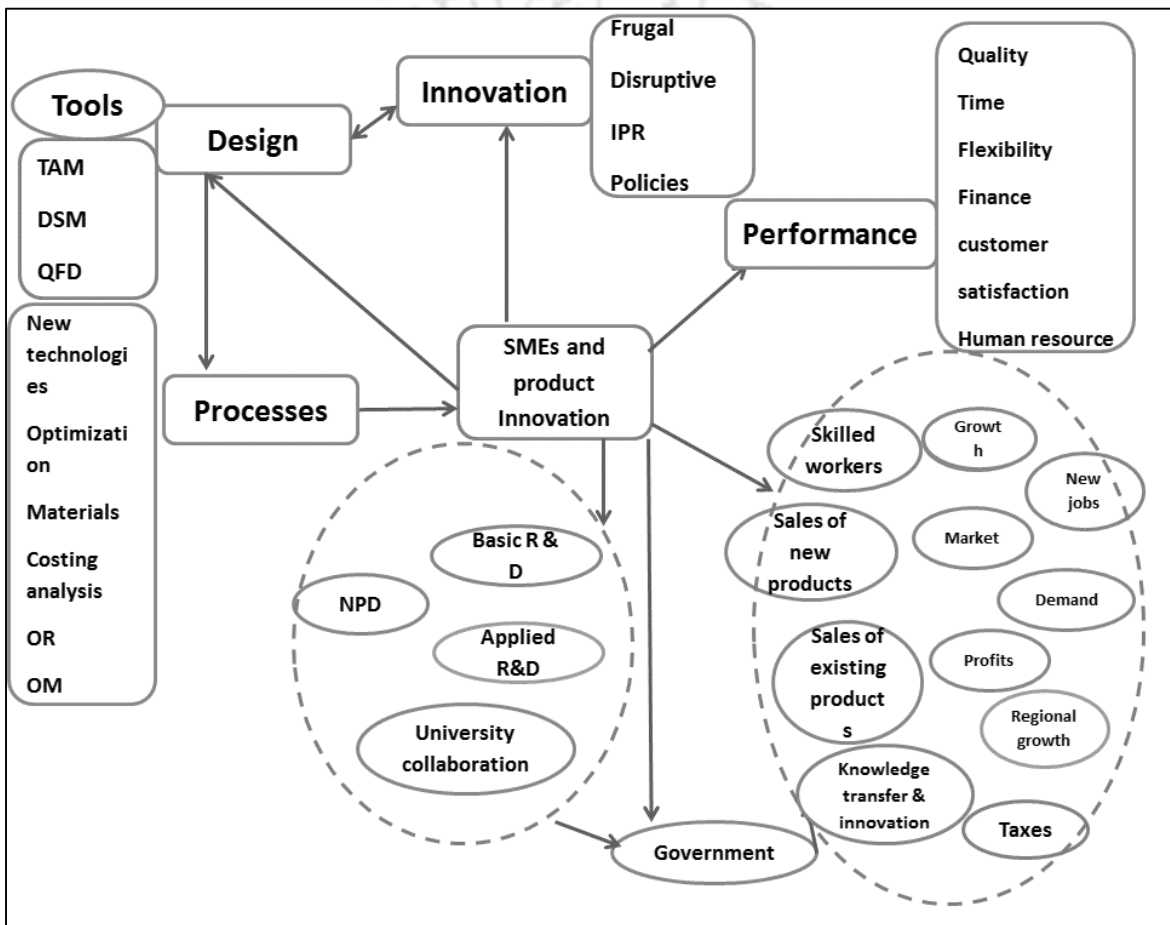 Tools
TAM
DSM
QFD
New
technologi
es
Optimizati
on
Materials
Costing
analysis
OR
OM
Design
Innovation
Frugal
Disruptive
IPR
Policies
Performance
Quality
Time
Flexibility
Finance
customer
satisfaction
Human resource
Processes
SMEs and
product
Innovation
Basic R &
D
NPD
Applied
R&D
University
collaboration
Government
Skilled
workers
Growt
h
New
jobs
Sales of
new
products
Market
Demand
Sales of
existing
product
s
Profits
Regional
growth
Knowledge
transfer &
innovation
Taxes